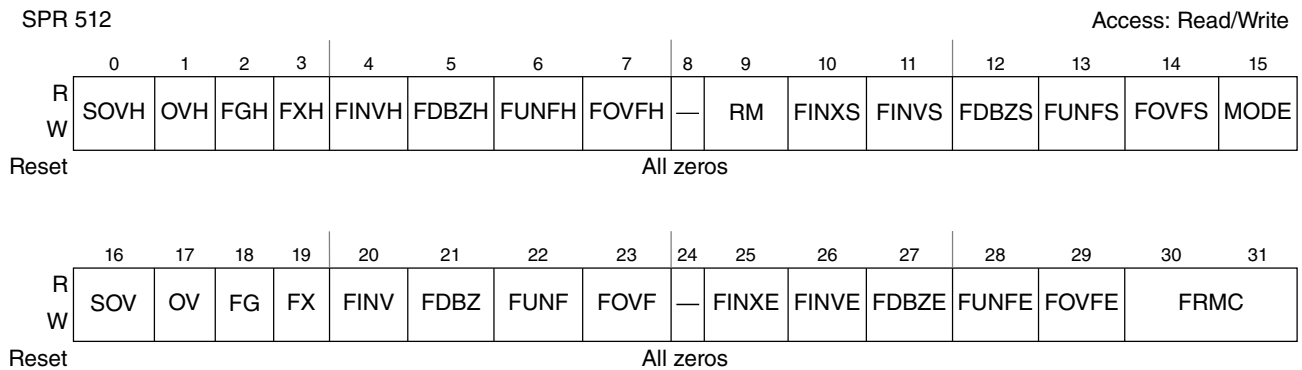 SPR 512 Access: Read/Write
0 1 2 3 4 5 6 7 8 9 10 11 12 13 14 15
R
W
SOVH OVH FGH FXH FINVH FDBZH FUNFH FOVFH — RM FINXS FINVS FDBZS FUNFS FOVFS MODE
Reset All zeros
16 17 18 19 20 21 22 23 24 25 26 27 28 29 30 31
R
W
SOV OV FG FX FINV FDBZ FUNF FOVF — FINXE FINVE FDBZE FUNFE FOVFE FRMC
Reset All zeros